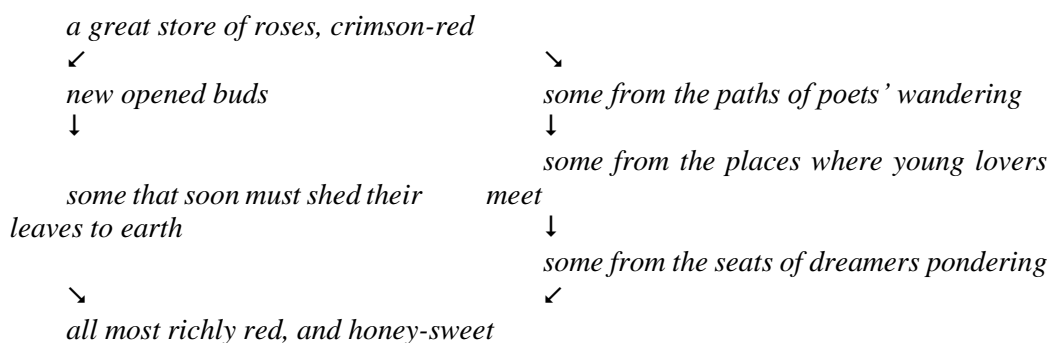 a great store of roses, crimson-red
↙ ↘
new opened buds some from the paths of poets’ wandering
↓ ↓
some from the places where young lovers
some that soon must shed their meet
leaves to earth ↓
some from the seats of dreamers pondering
↘ ↙
all most richly red, and honey-sweet